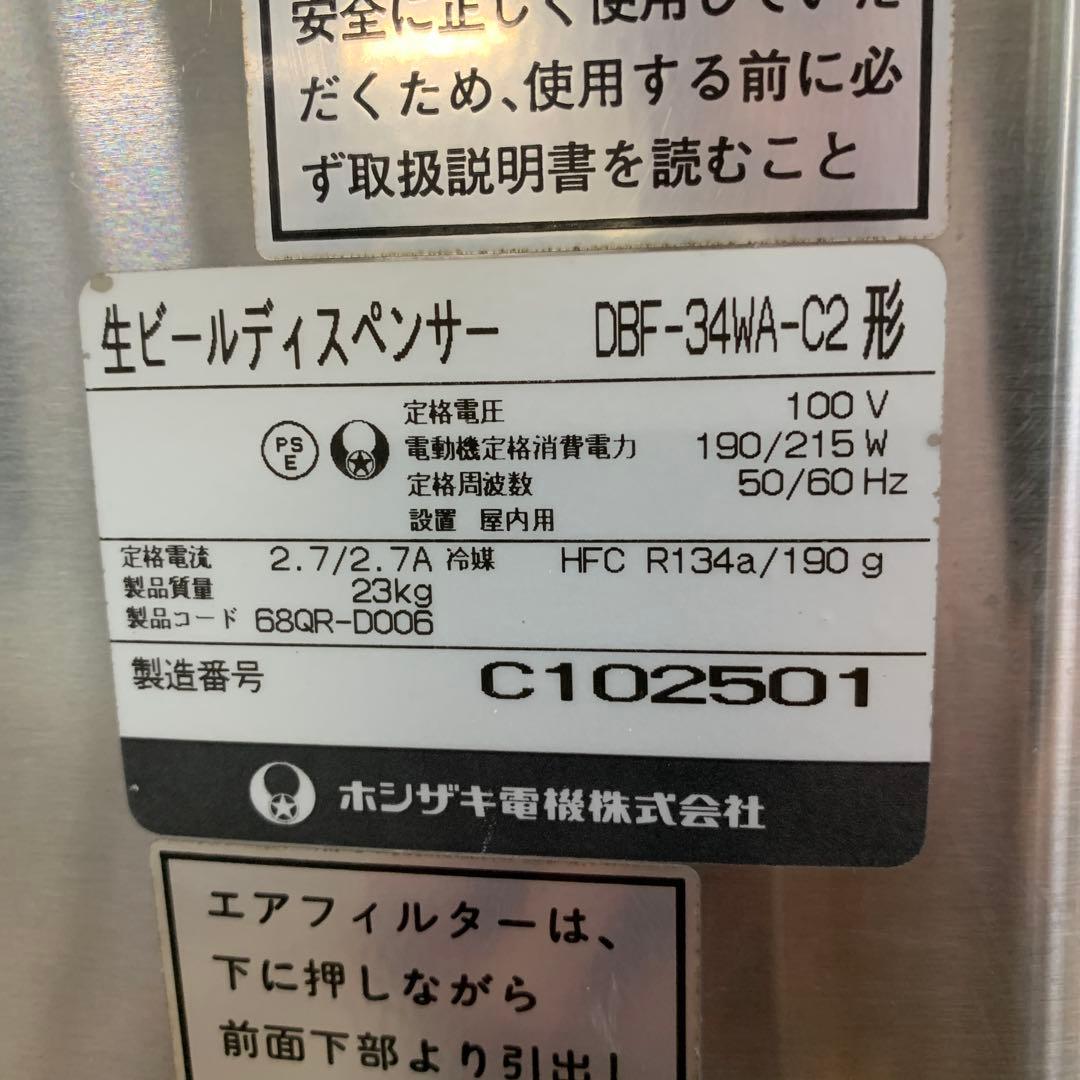 安全に正しく使用していた
だくため、使用する前に必
ず取扱説明書を読むこと
生ビールディスペンサー DBF-34WA-C2形
PSE
定格電圧 100 V
電動機定格消費電力 190/215 W
定格周波数 50/60 Hz
設置 屋内用
定格電流 2.7/2.7A 冷媒 HFC R134a/190 g
製品質量 23kg
製品コード 68QR-D006
製造番号 C102501
ホシザキ電機株式会社
エアフィルターは、
下に押しながら
前面下部より引出し